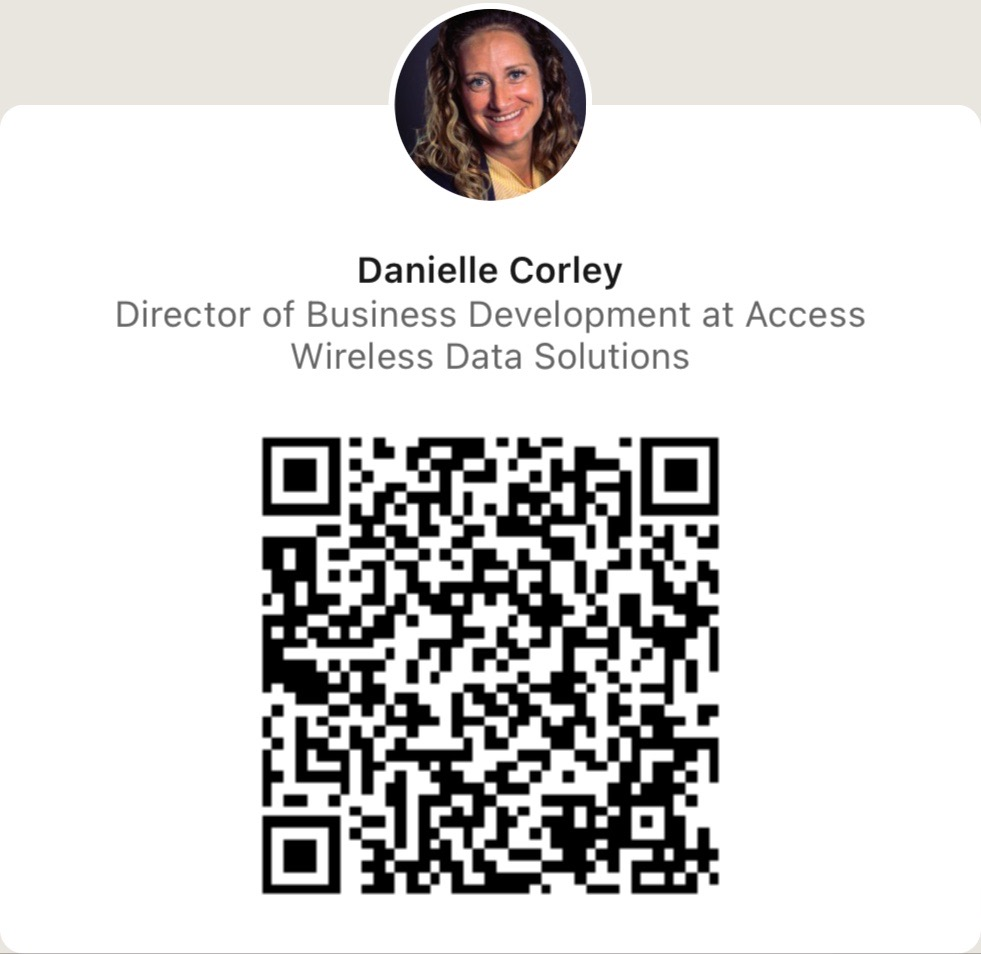 Danielle Corley
Director of Business Development at Access
Wireless Data Solutions